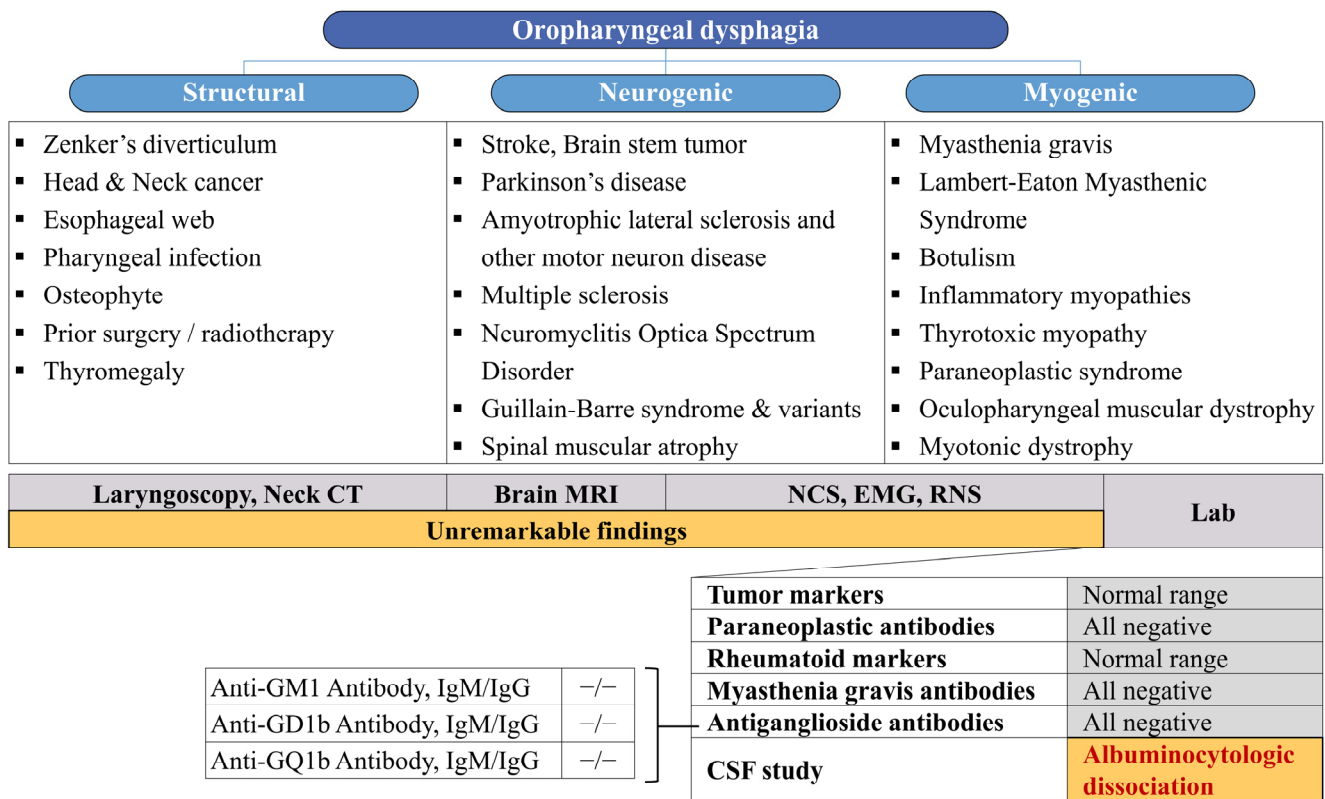 Oropharyngeal dysphagia
Structural
Neurogenic
Myogenic
▪ Zenker's diverticulum
▪ Head & Neck cancer
▪ Esophageal web
▪ Pharyngeal infection
▪ Osteophyte
▪ Prior surgery / radiotherapy
▪ Thyromegaly
▪ Stroke, Brain stem tumor
▪ Parkinson's disease
▪ Amyotrophic lateral sclerosis and
other motor neuron disease
▪ Multiple sclerosis
▪ Neuromyelitis Optica Spectrum
Disorder
▪ Guillain-Barre syndrome & variants
▪ Spinal muscular atrophy
▪ Myasthenia gravis
▪ Lambert-Eaton Myasthenic
Syndrome
▪ Botulism
▪ Inflammatory myopathies
▪ Thyrotoxic myopathy
▪ Paraneoplastic syndrome
▪ Oculopharyngeal muscular dystrophy
▪ Myotonic dystrophy
Laryngoscopy, Neck CT
Brain MRI
NCS, EMG, RNS
Lab
Unremarkable findings
Tumor markers Normal range
Paraneoplastic antibodies All negative
Rheumatoid markers Normal range
Myasthenia gravis antibodies All negative
Antiganglioside antibodies All negative
CSF study Albuminocytologic
dissociation
Anti-GM1 Antibody, IgM/IgG −/−
Anti-GD1b Antibody, IgM/IgG −/−
Anti-GQ1b Antibody, IgM/IgG −/−